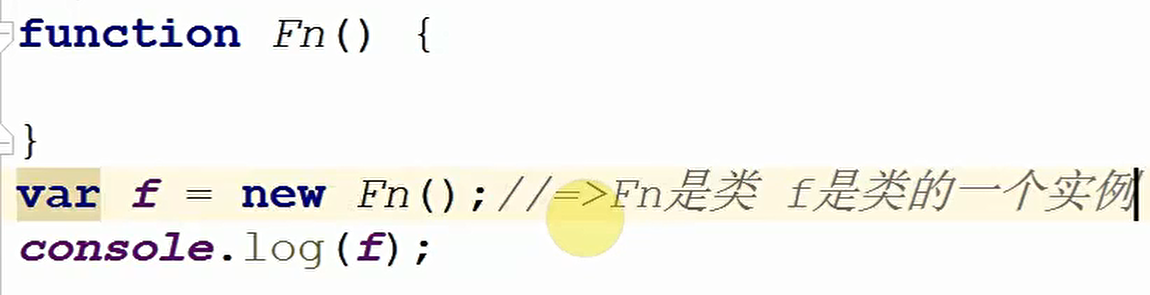 function Fn() {
}
var f = new Fn();//=>Fn是类 f是类的一个实例
console.log(f);